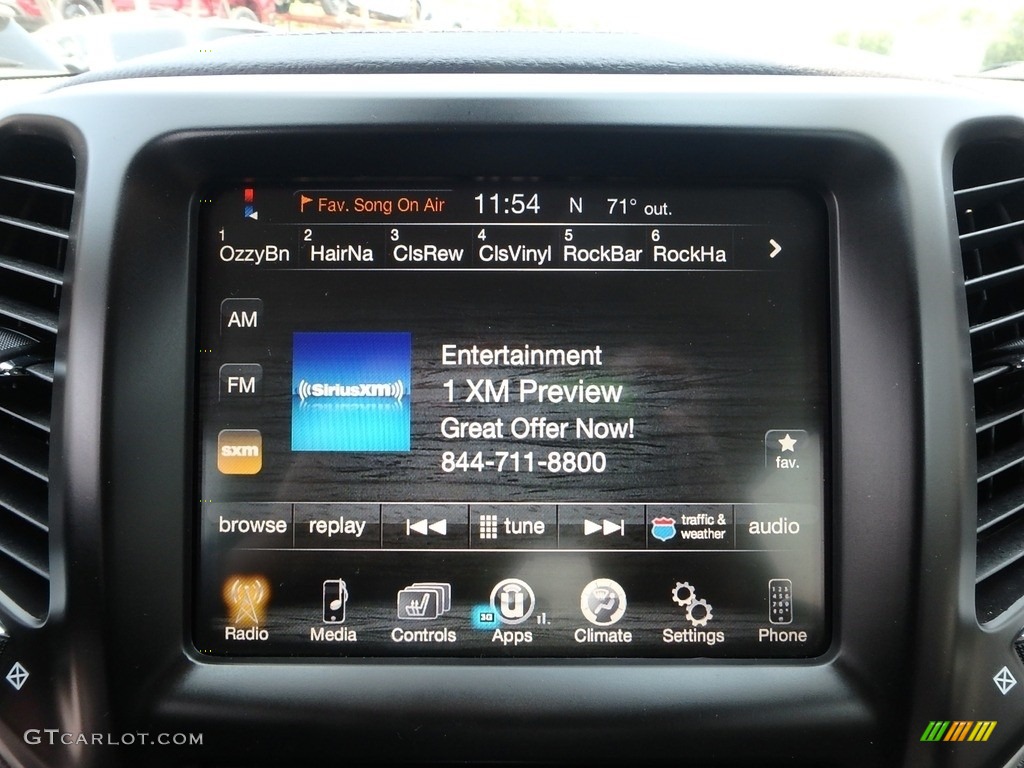 Fav. Song On Air 11:54 N 71° out.
1 2 3 4 5 6
OzzyBn HairNa ClsRew ClsVinyl RockBar RockHa
AM
FM
sxm
((SiriusXM))
Entertainment
1 XM Preview
Great Offer Now!
844-711-8800
fav.
browse replay tune traffic & weather audio
3G
Radio Media Controls Apps Climate Settings Phone
GTCARLOT.COM